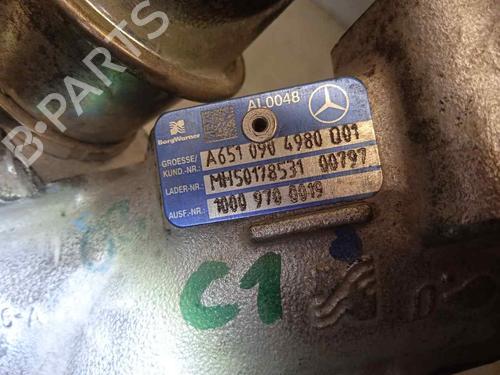 B-PARTS
AL0048
BorgWarner
GROESSE/
KUND.-NR.: A651 090 4980 Q01
LADER-NR.: MH50178531 00797
AUSF.-NR.: 1000 970 0019
C1